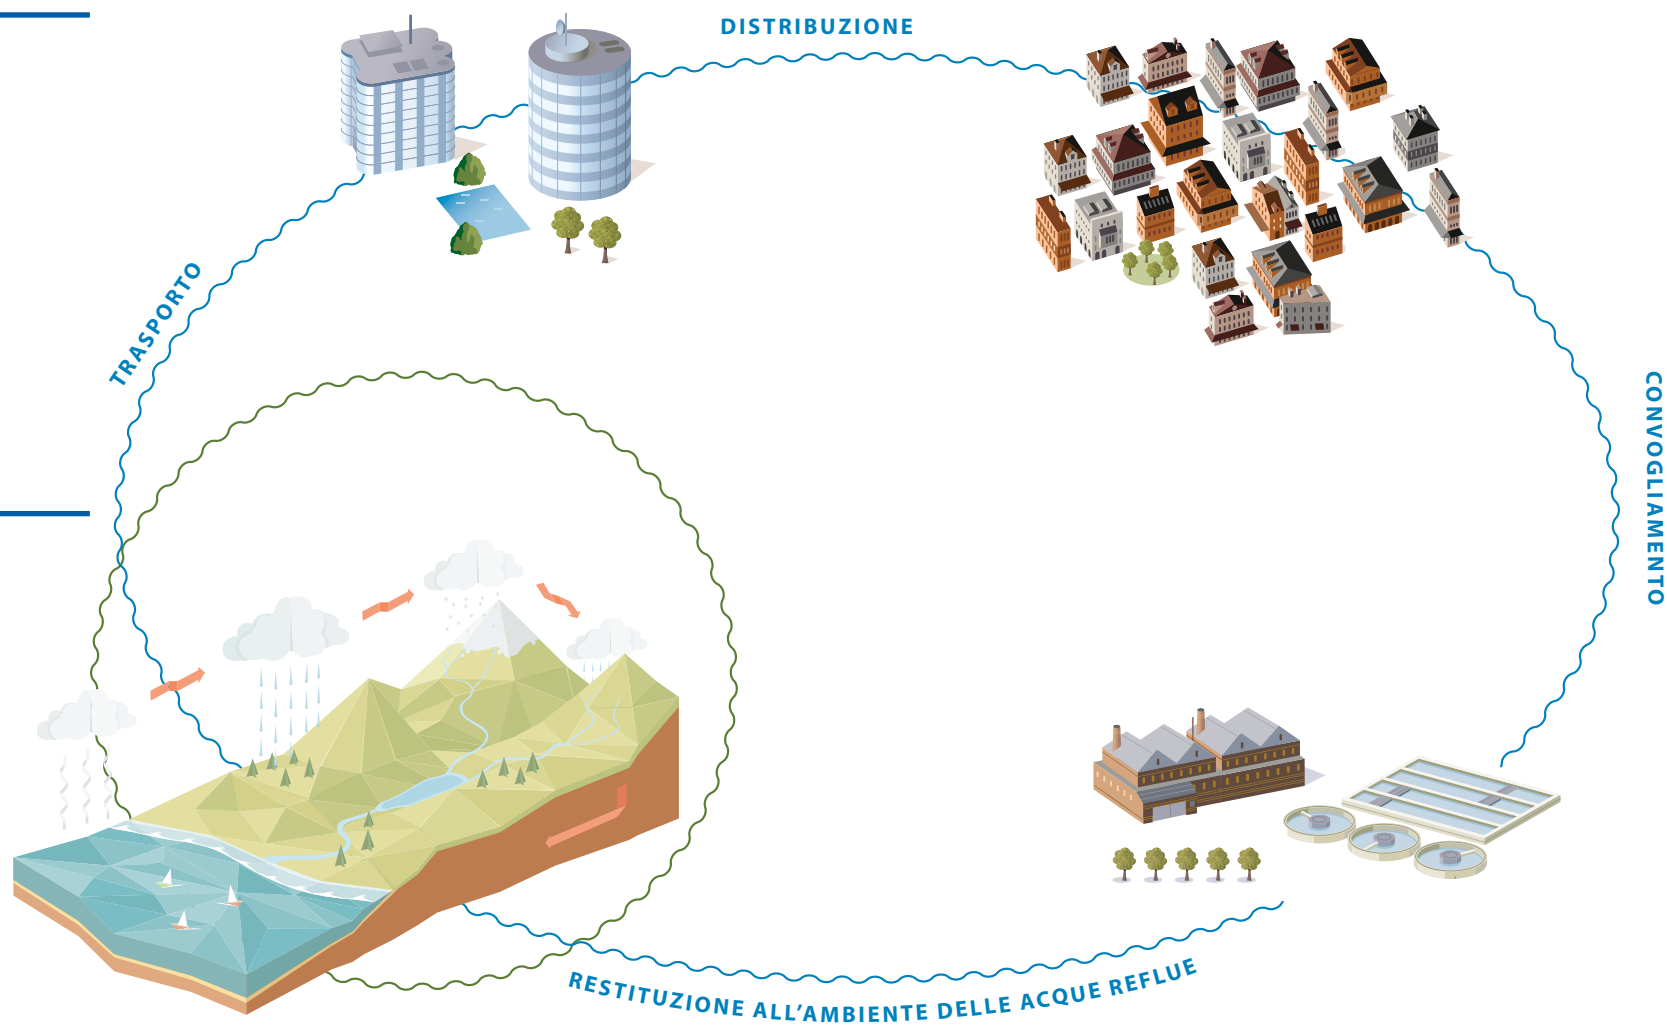 DISTRIBUZIONE
TRASPORTO
CONVOGLIAMENTO
RESTITUZIONE ALL'AMBIENTE DELLE ACQUE REFLUE